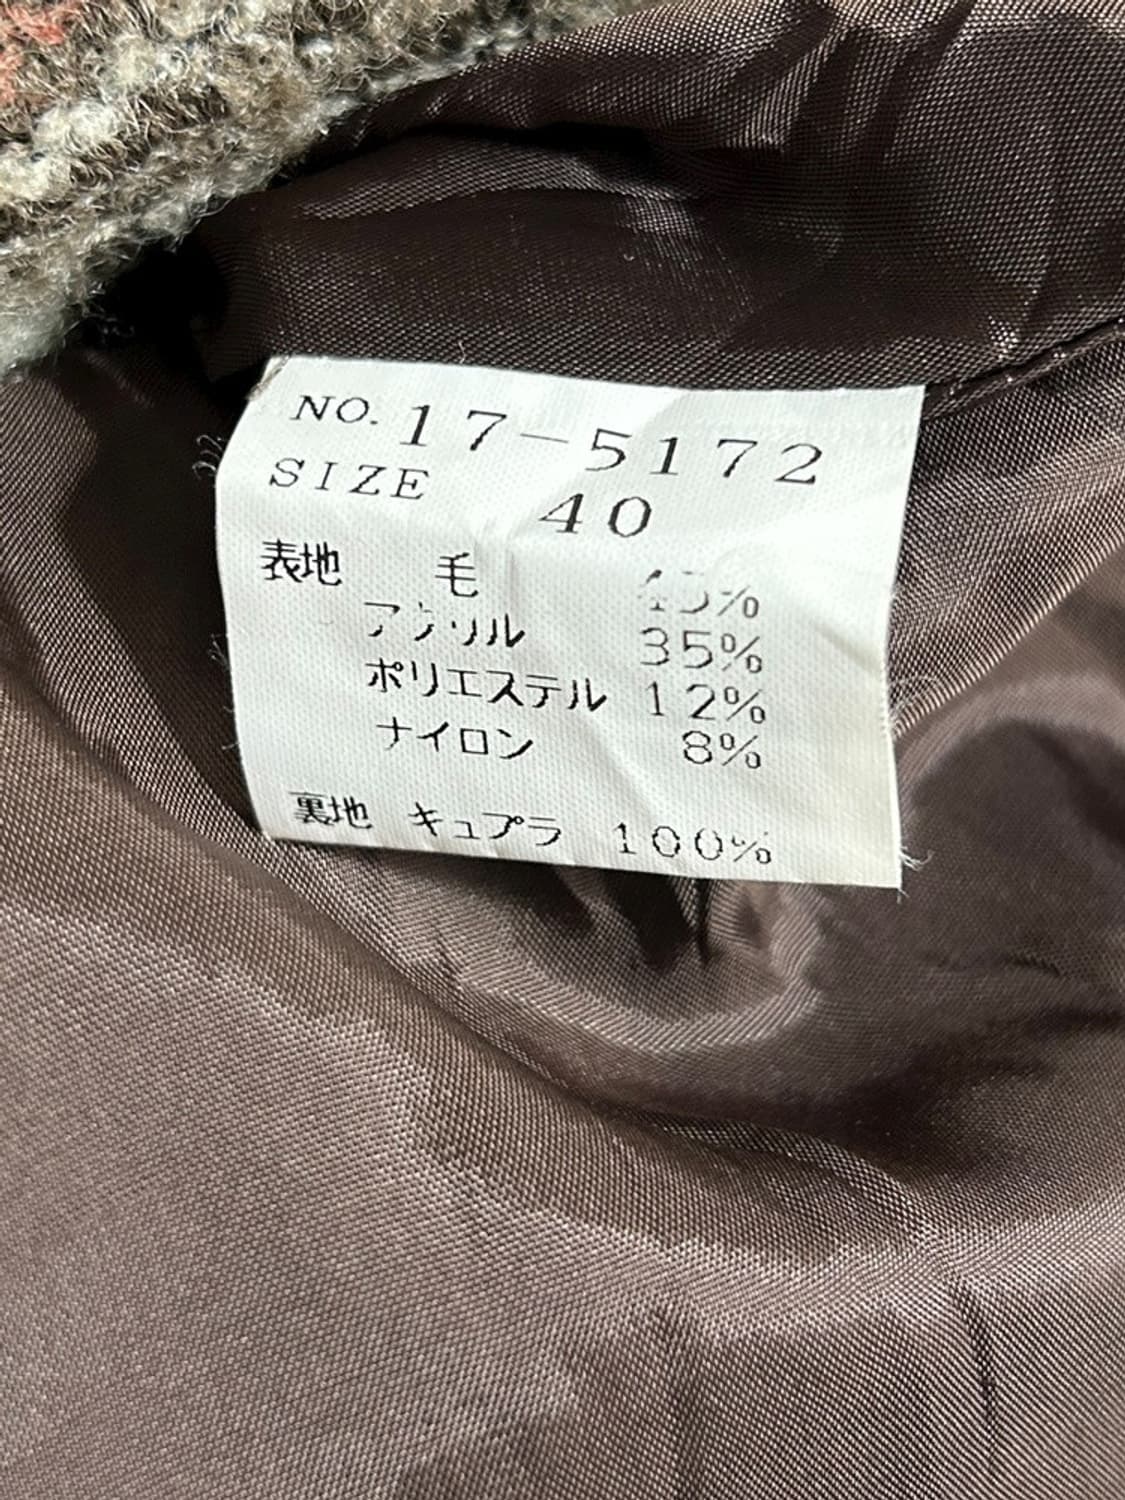 NO. 17-5172
SIZE 40
表地 毛 45%
アクリル 35%
ポリエステル 12%
ナイロン 8%
裏地 キュプラ 100%